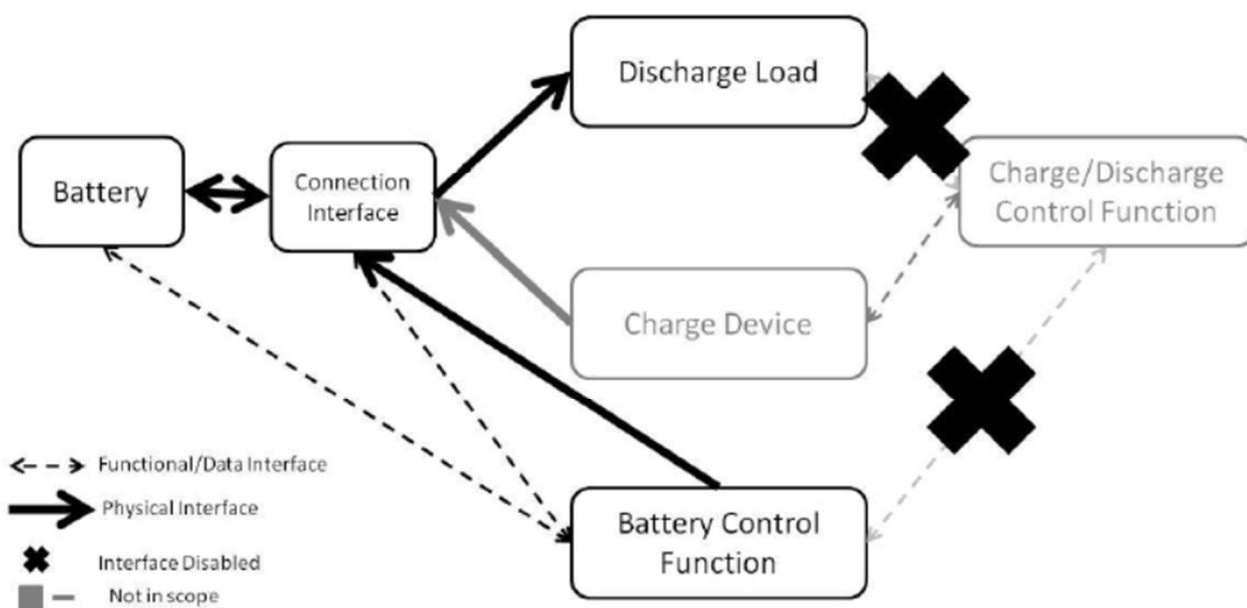 Discharge Load
Battery
Connection
Interface
Charge/Discharge
Control Function
Charge Device
Functional/Data Interface
Physical Interface
Battery Control
Function
Interface Disabled
Not in scope